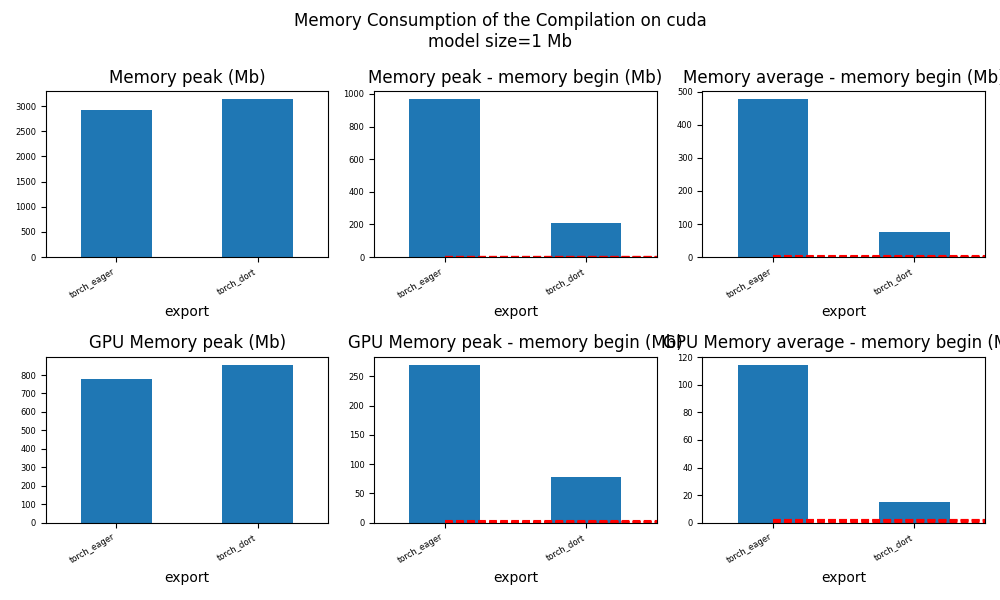 Memory Consumption of the Compilation on cuda
model size=1 Mb
Memory peak (Mb)
3000
2500
2000
1500
1000
500
0
torch_eager
torch_dort
export
Memory peak - memory begin (Mb)
1000
800
600
400
200
0
torch_eager
torch_dort
export
Memory average - memory begin (Mb)
500
400
300
200
100
0
torch_eager
torch_dort
export
GPU Memory peak (Mb)
800
700
600
500
400
300
200
100
0
torch_eager
torch_dort
export
GPU Memory peak - memory begin (Mb)
250
200
150
100
50
0
torch_eager
torch_dort
export
GPU Memory average - memory begin (M
120
100
80
60
40
20
0
torch_eager
torch_dort
export